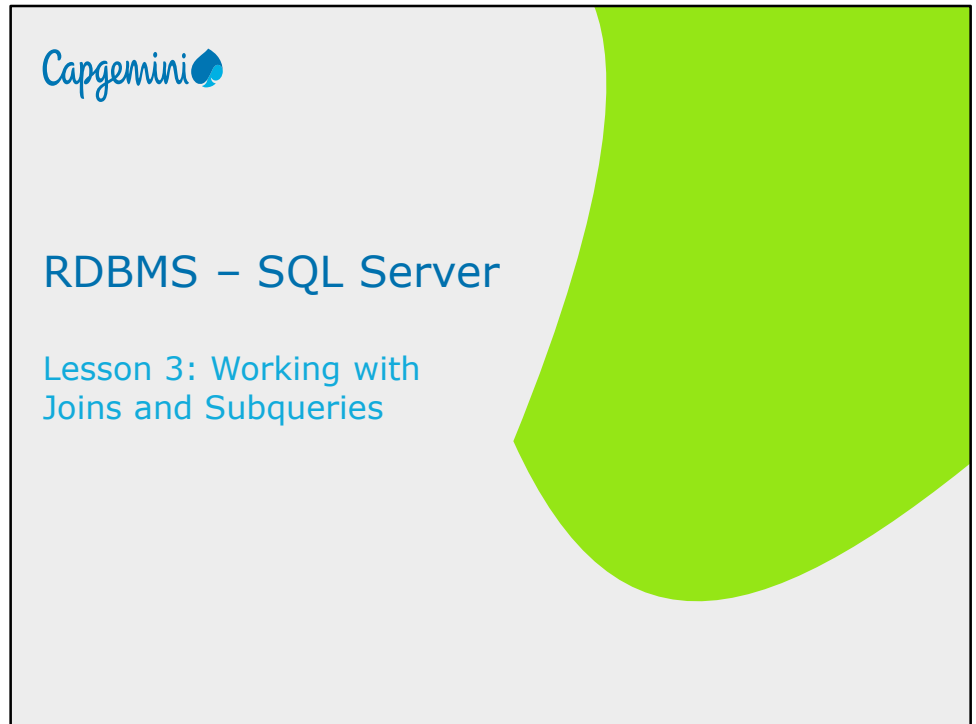 Capgemini
RDBMS – SQL Server
Lesson 3: Working with
Joins and Subqueries